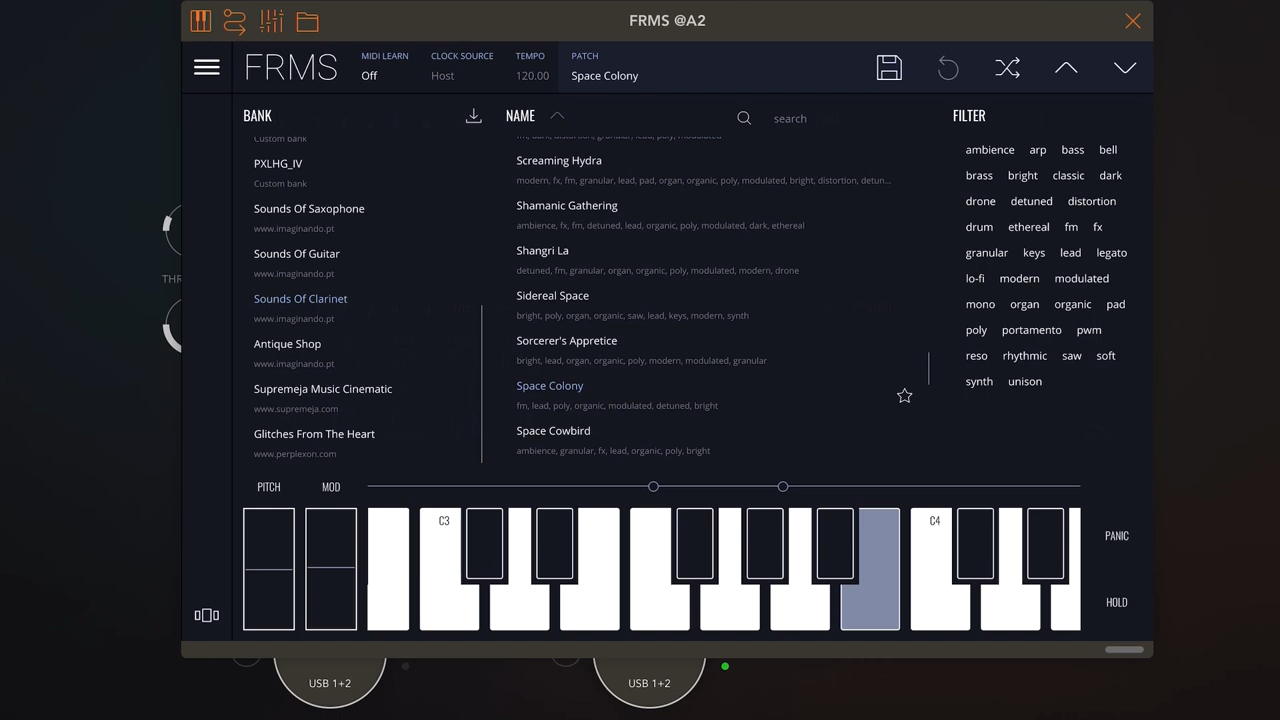 FRMS @A2
FRMS
MIDI LEARN
Off
CLOCK SOURCE
Host
TEMPO
120.00
PATCH
Space Colony
BANK
Custom bank
PXLHG_IV
Custom bank
Sounds Of Saxophone
www.imaginando.pt
Sounds Of Guitar
www.imaginando.pt
Sounds Of Clarinet
www.imaginando.pt
Antique Shop
www.imaginando.pt
Supremeja Music Cinematic
www.supremeja.com
Glitches From The Heart
www.perplexon.com
NAME
search
fm, dark, distortion, granular, lead, poly, modulated
Screaming Hydra
modern, fx, fm, granular, lead, pad, organ, organic, poly, modulated, bright, distortion, detun...
Shamanic Gathering
ambience, fx, fm, detuned, lead, organic, poly, modulated, dark, ethereal
Shangri La
detuned, fm, granular, organ, organic, poly, modulated, modern, drone
Sidereal Space
bright, poly, organ, organic, saw, lead, keys, modern, synth
Sorcerer's Appretice
bright, lead, organ, organic, poly, modern, modulated, granular
Space Colony
fm, lead, poly, organic, modulated, detuned, bright
Space Cowbird
ambience, granular, fx, lead, organic, poly, bright
FILTER
ambience arp bass bell
brass bright classic dark
drone detuned distortion
drum ethereal fm fx
granular keys lead legato
lo-fi modern modulated
mono organ organic pad
poly portamento pwm
reso rhythmic saw soft
synth unison
PITCH
MOD
C3
C4
PANIC
HOLD
THR
USB 1+2
USB 1+2